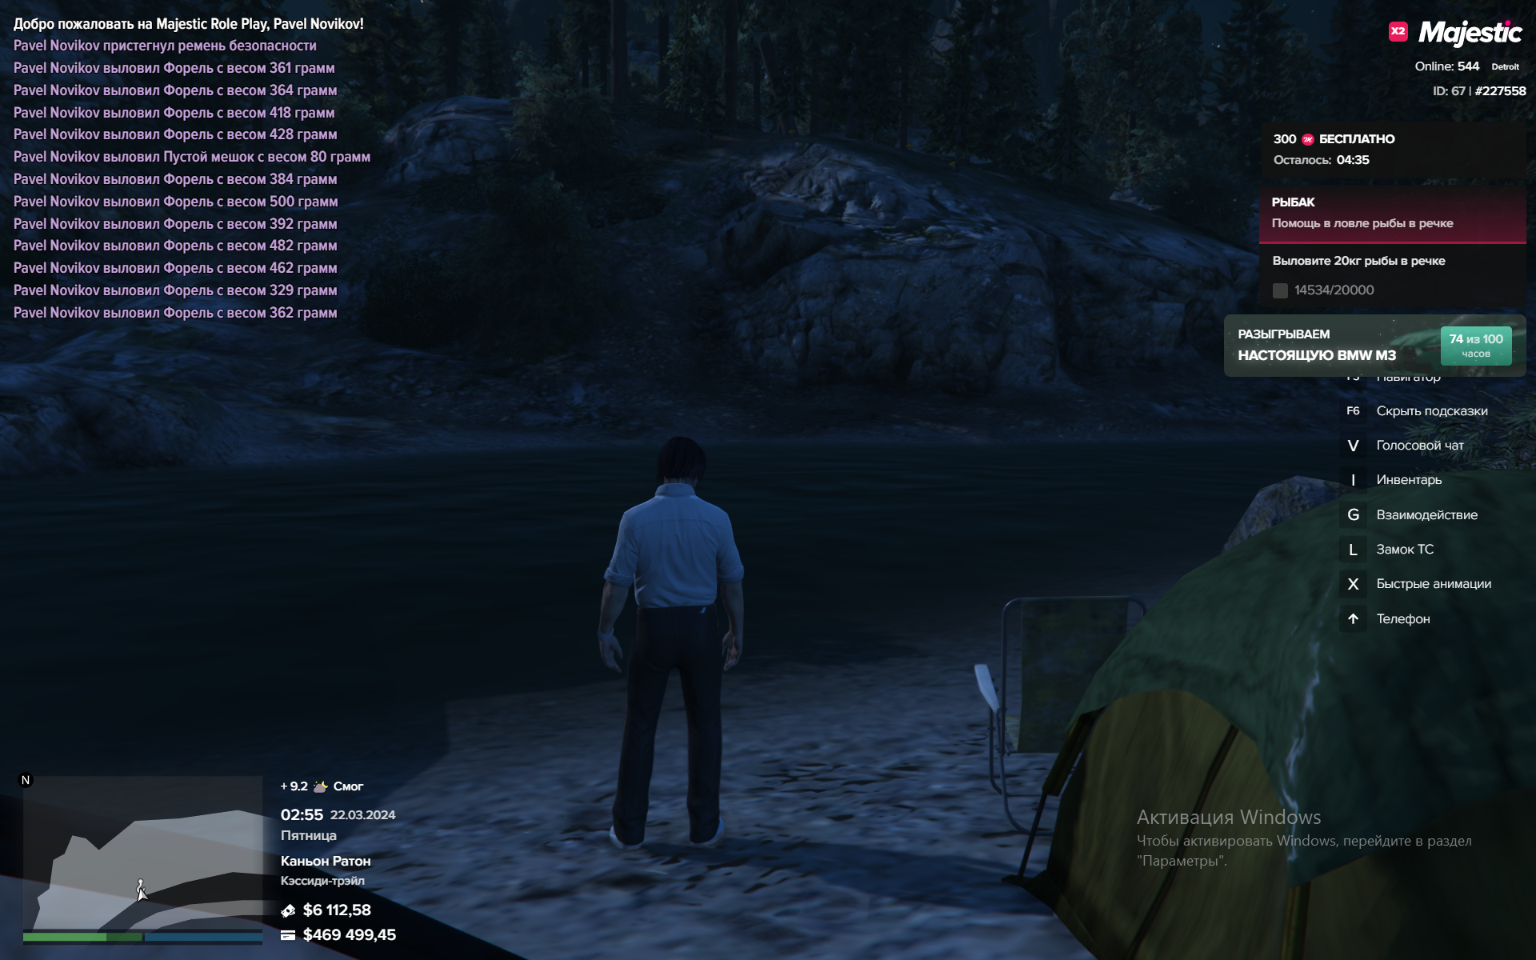 Добро пожаловать на Majestic Role Play, Pavel Novikov!
Pavel Novikov пристегнул ремень безопасности
Pavel Novikov выловил Форель с весом 361 грамм
Pavel Novikov выловил Форель с весом 364 грамм
Pavel Novikov выловил Форель с весом 418 грамм
Pavel Novikov выловил Форель с весом 428 грамм
Pavel Novikov выловил Пустой мешок с весом 80 грамм
Pavel Novikov выловил Форель с весом 384 грамм
Pavel Novikov выловил Форель с весом 500 грамм
Pavel Novikov выловил Форель с весом 392 грамм
Pavel Novikov выловил Форель с весом 482 грамм
Pavel Novikov выловил Форель с весом 462 грамм
Pavel Novikov выловил Форель с весом 329 грамм
Pavel Novikov выловил Форель с весом 362 грамм
X2 Majestic
Online: 544 Detroit
ID: 67 | #227558
300 БЕСПЛАТНО
Осталось: 04:35
РЫБАК
Помощь в ловле рыбы в речке
Выловите 20кг рыбы в речке
14534/20000
РАЗЫГРЫВАЕМ
НАСТОЯЩУЮ BMW M3
74 из 100
часов
Навигатор
F6 Скрыть подсказки
V Голосовой чат
I Инвентарь
G Взаимодействие
L Замок ТС
X Быстрые анимации
Телефон
N
+ 9.2 Смог
02:55 22.03.2024
Пятница
Каньон Ратон
Кэссиди-трэйл
$6 112,58
$469 499,45
Активация Windows
Чтобы активировать Windows, перейдите в раздел
"Параметры".